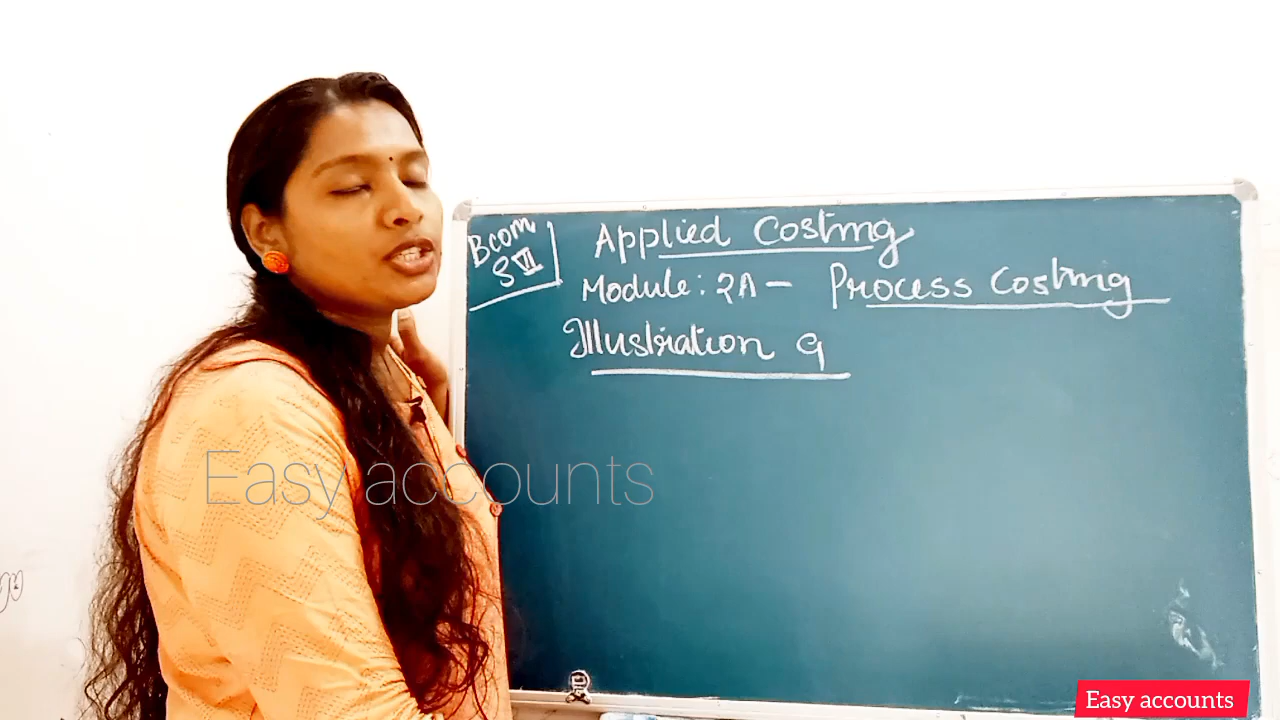 Bcom
S VI
Applied Costing
Module: 2A - Process Costing
Illustration 9
Easy accounts
Easy accounts